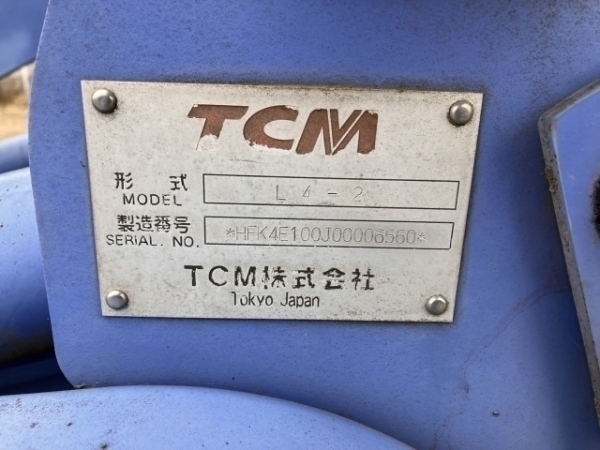 TCM
形式 L 4 - 2
MODEL
製造番号 *HFK4E100J00006560*
SERIAL. NO.
TCM株式会社
Tokyo Japan